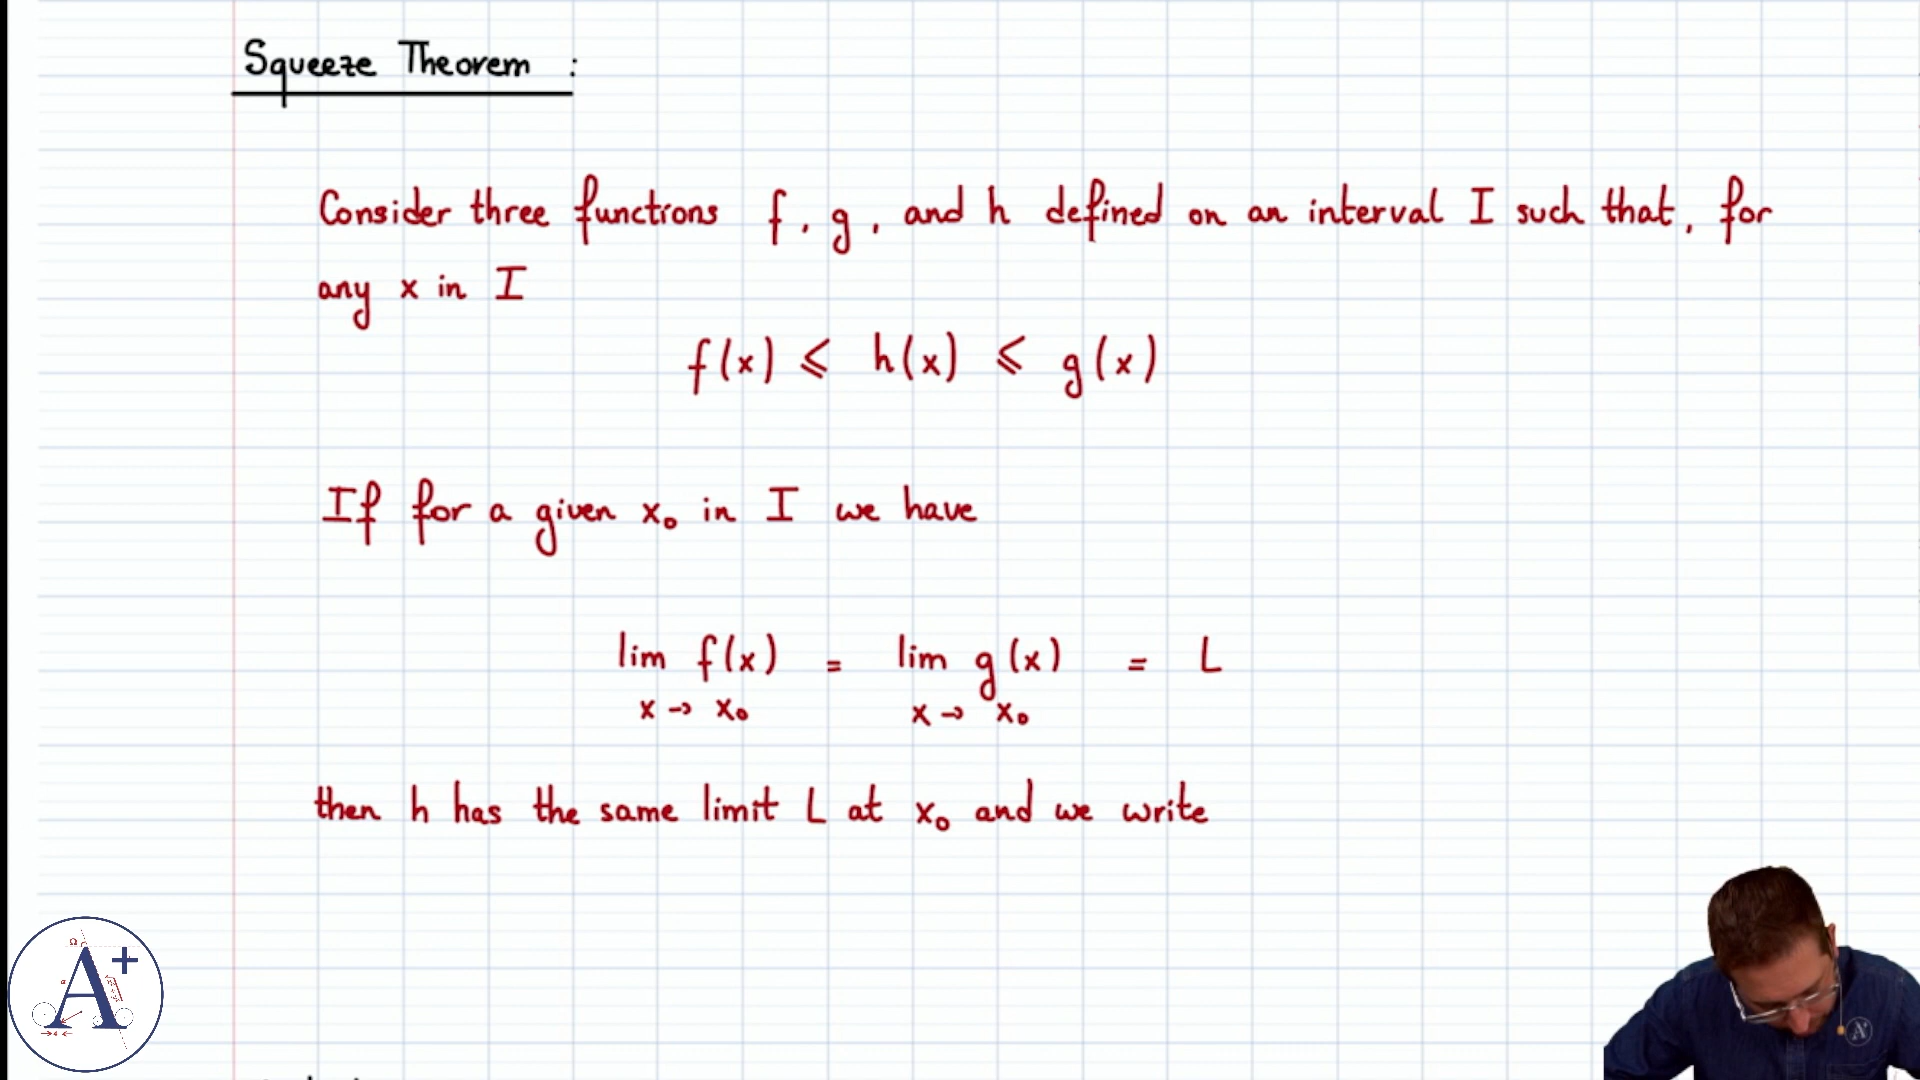 Squeeze Theorem :
Consider three functions f, g, and h defined on an interval I such that, for
any x in I
f(x) ⩽ h(x) ⩽ g(x)
If for a given x₀ in I we have
lim f(x) = lim g(x) = L
x → x₀ x → x₀
then h has the same limit L at x₀ and we write
A+